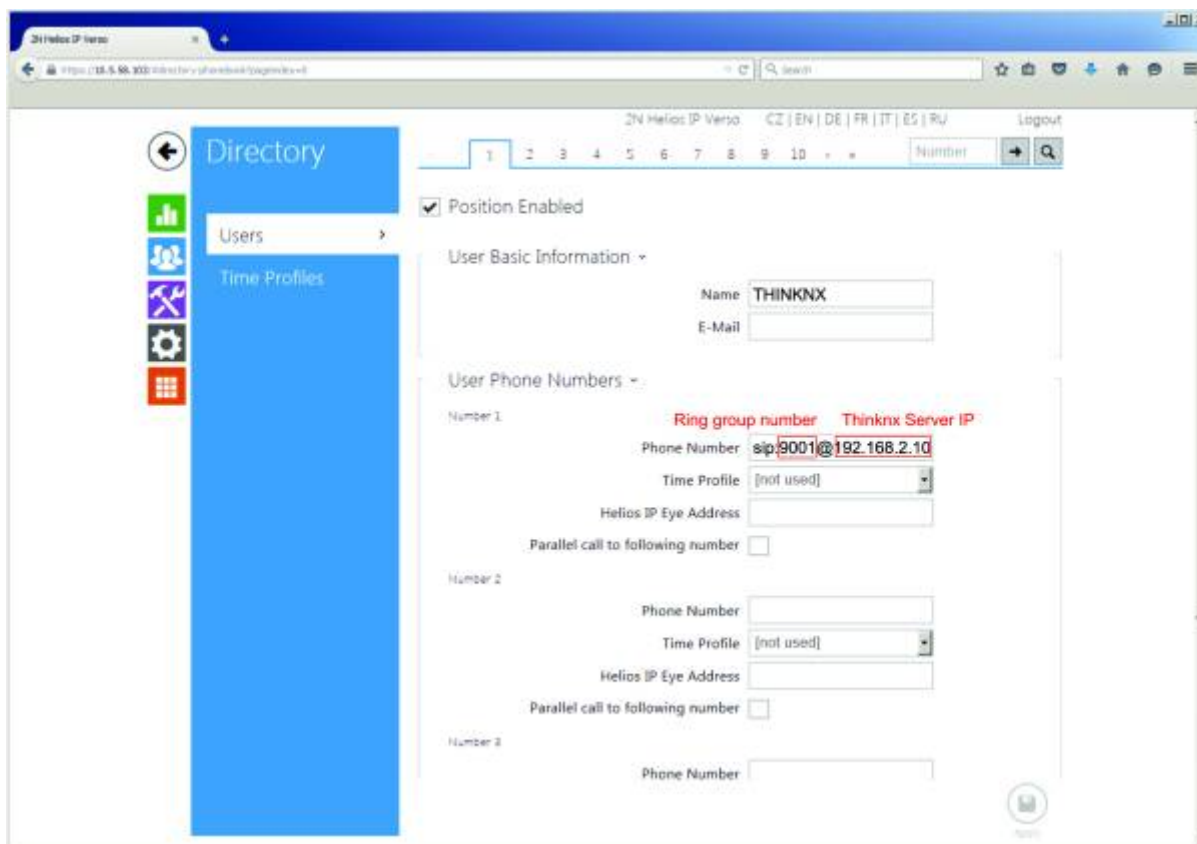 2N Helios IP Verso
Search
2N Helios IP Verso CZ | EN | DE | FR | IT | ES | RU Logout
Directory
1 2 3 4 5 6 7 8 9 10 Number
Position Enabled
Users
User Basic Information
Time Profiles
Name THINKNX
E-Mail
User Phone Numbers
Number 1
Ring group number Thinknx Server IP
Phone Number sip:9001@192.168.2.10
Time Profile [not used]
Helios IP Eye Address
Parallel call to following number
Number 2
Phone Number
Time Profile [not used]
Helios IP Eye Address
Parallel call to following number
Number 3
Phone Number